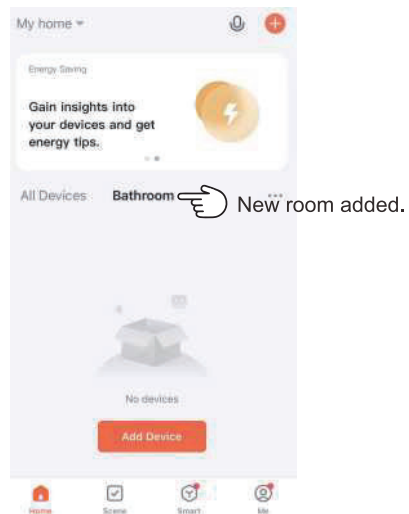 My home
Energy Saving
Gain insights into
your devices and get
energy tips.
All Devices Bathroom ... New room added.
No devices
Add Device
Home Scene Smart Me